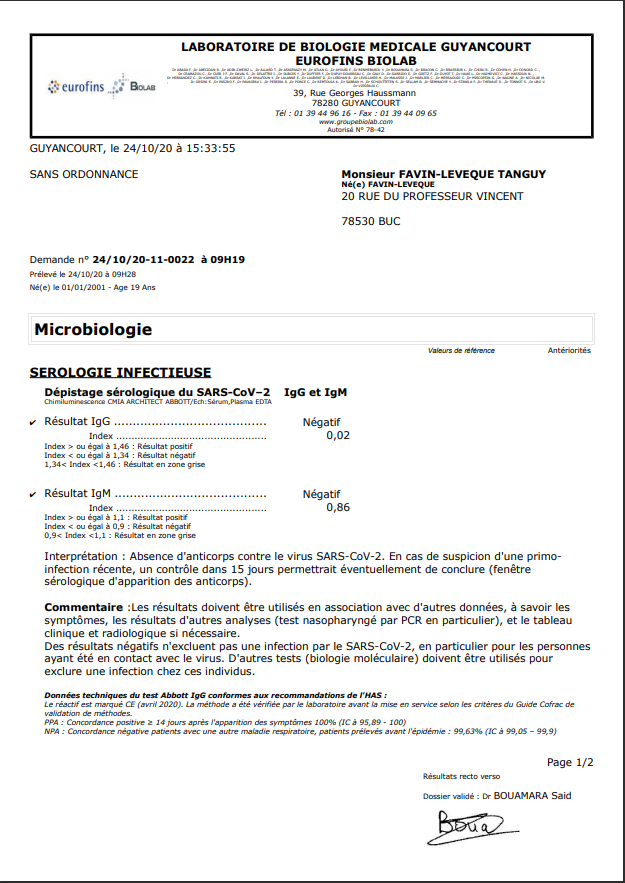 LABORATOIRE DE BIOLOGIE MEDICALE GUYANCOURT
EUROFINS BIOLAB
eurofins BIOLAB
39, Rue Georges Haussmann
78280 GUYANCOURT
Tél : 01 39 44 96 16 - Fax : 01 39 44 09 65
www.groupebiolab.com
Autorisé N° 78-42
GUYANCOURT, le 24/10/20 à 15:33:55
SANS ORDONNANCE
Monsieur FAVIN-LEVEQUE TANGUY
Né(e) FAVIN-LEVEQUE
20 RUE DU PROFESSEUR VINCENT
78530 BUC
Demande n° 24/10/20-11-0022 à 09H19
Prélevé le 24/10/20 à 09H28
Né(e) le 01/01/2001 - Age 19 Ans
Microbiologie
Valeurs de référence Antériorités
SEROLOGIE INFECTIEUSE
Dépistage sérologique du SARS-CoV-2 IgG et IgM
Chimiluminescence CMIA ARCHITECT ABBOTT/Ech:Sérum,Plasma EDTA
✔ Résultat IgG ........................................ Négatif
Index ................................................. 0,02
Index > ou égal à 1,46 : Résultat positif
Index < ou égal à 1,34 : Résultat négatif
1,34< Index <1,46 : Résultat en zone grise
✔ Résultat IgM ........................................ Négatif
Index ................................................. 0,86
Index > ou égal à 1,1 : Résultat positif
Index < ou égal à 0,9 : Résultat négatif
0,9< Index <1,1 : Résultat en zone grise
Interprétation : Absence d'anticorps contre le virus SARS-CoV-2. En cas de suspicion d'une primo-
infection récente, un contrôle dans 15 jours permettrait éventuellement de conclure (fenêtre
sérologique d'apparition des anticorps).
Commentaire :Les résultats doivent être utilisés en association avec d'autres données, à savoir les
symptômes, les résultats d'autres analyses (test nasopharyngé par PCR en particulier), et le tableau
clinique et radiologique si nécessaire.
Des résultats négatifs n'excluent pas une infection par le SARS-CoV-2, en particulier pour les personnes
ayant été en contact avec le virus. D'autres tests (biologie moléculaire) doivent être utilisés pour
exclure une infection chez ces individus.
Données techniques du test Abbott IgG conformes aux recommandations de l'HAS :
Le réactif est marqué CE (avril 2020). La méthode a été vérifiée par le laboratoire avant la mise en service selon les critères du Guide Cofrac de
validation de méthodes.
PPA : Concordance positive ≥ 14 jours après l'apparition des symptômes 100% (IC à 95,89 - 100)
NPA : Concordance négative patients avec une autre maladie respiratoire, patients prélevés avant l'épidémie : 99,63% (IC à 99,05 – 99,9)
Page 1/2
Résultats recto verso
Dossier validé : Dr BOUAMARA Said
Boua